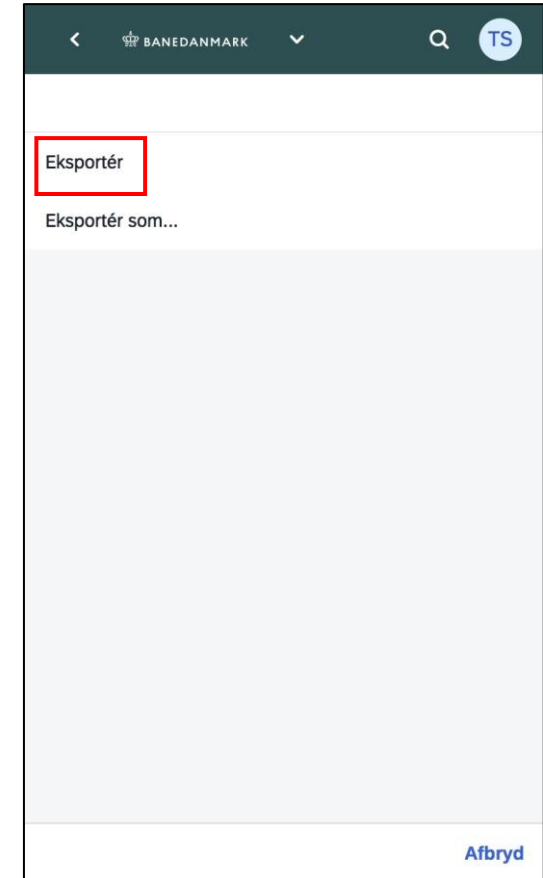 BANEDANMARK
TS
Eksportér
Eksportér som...
Afbryd